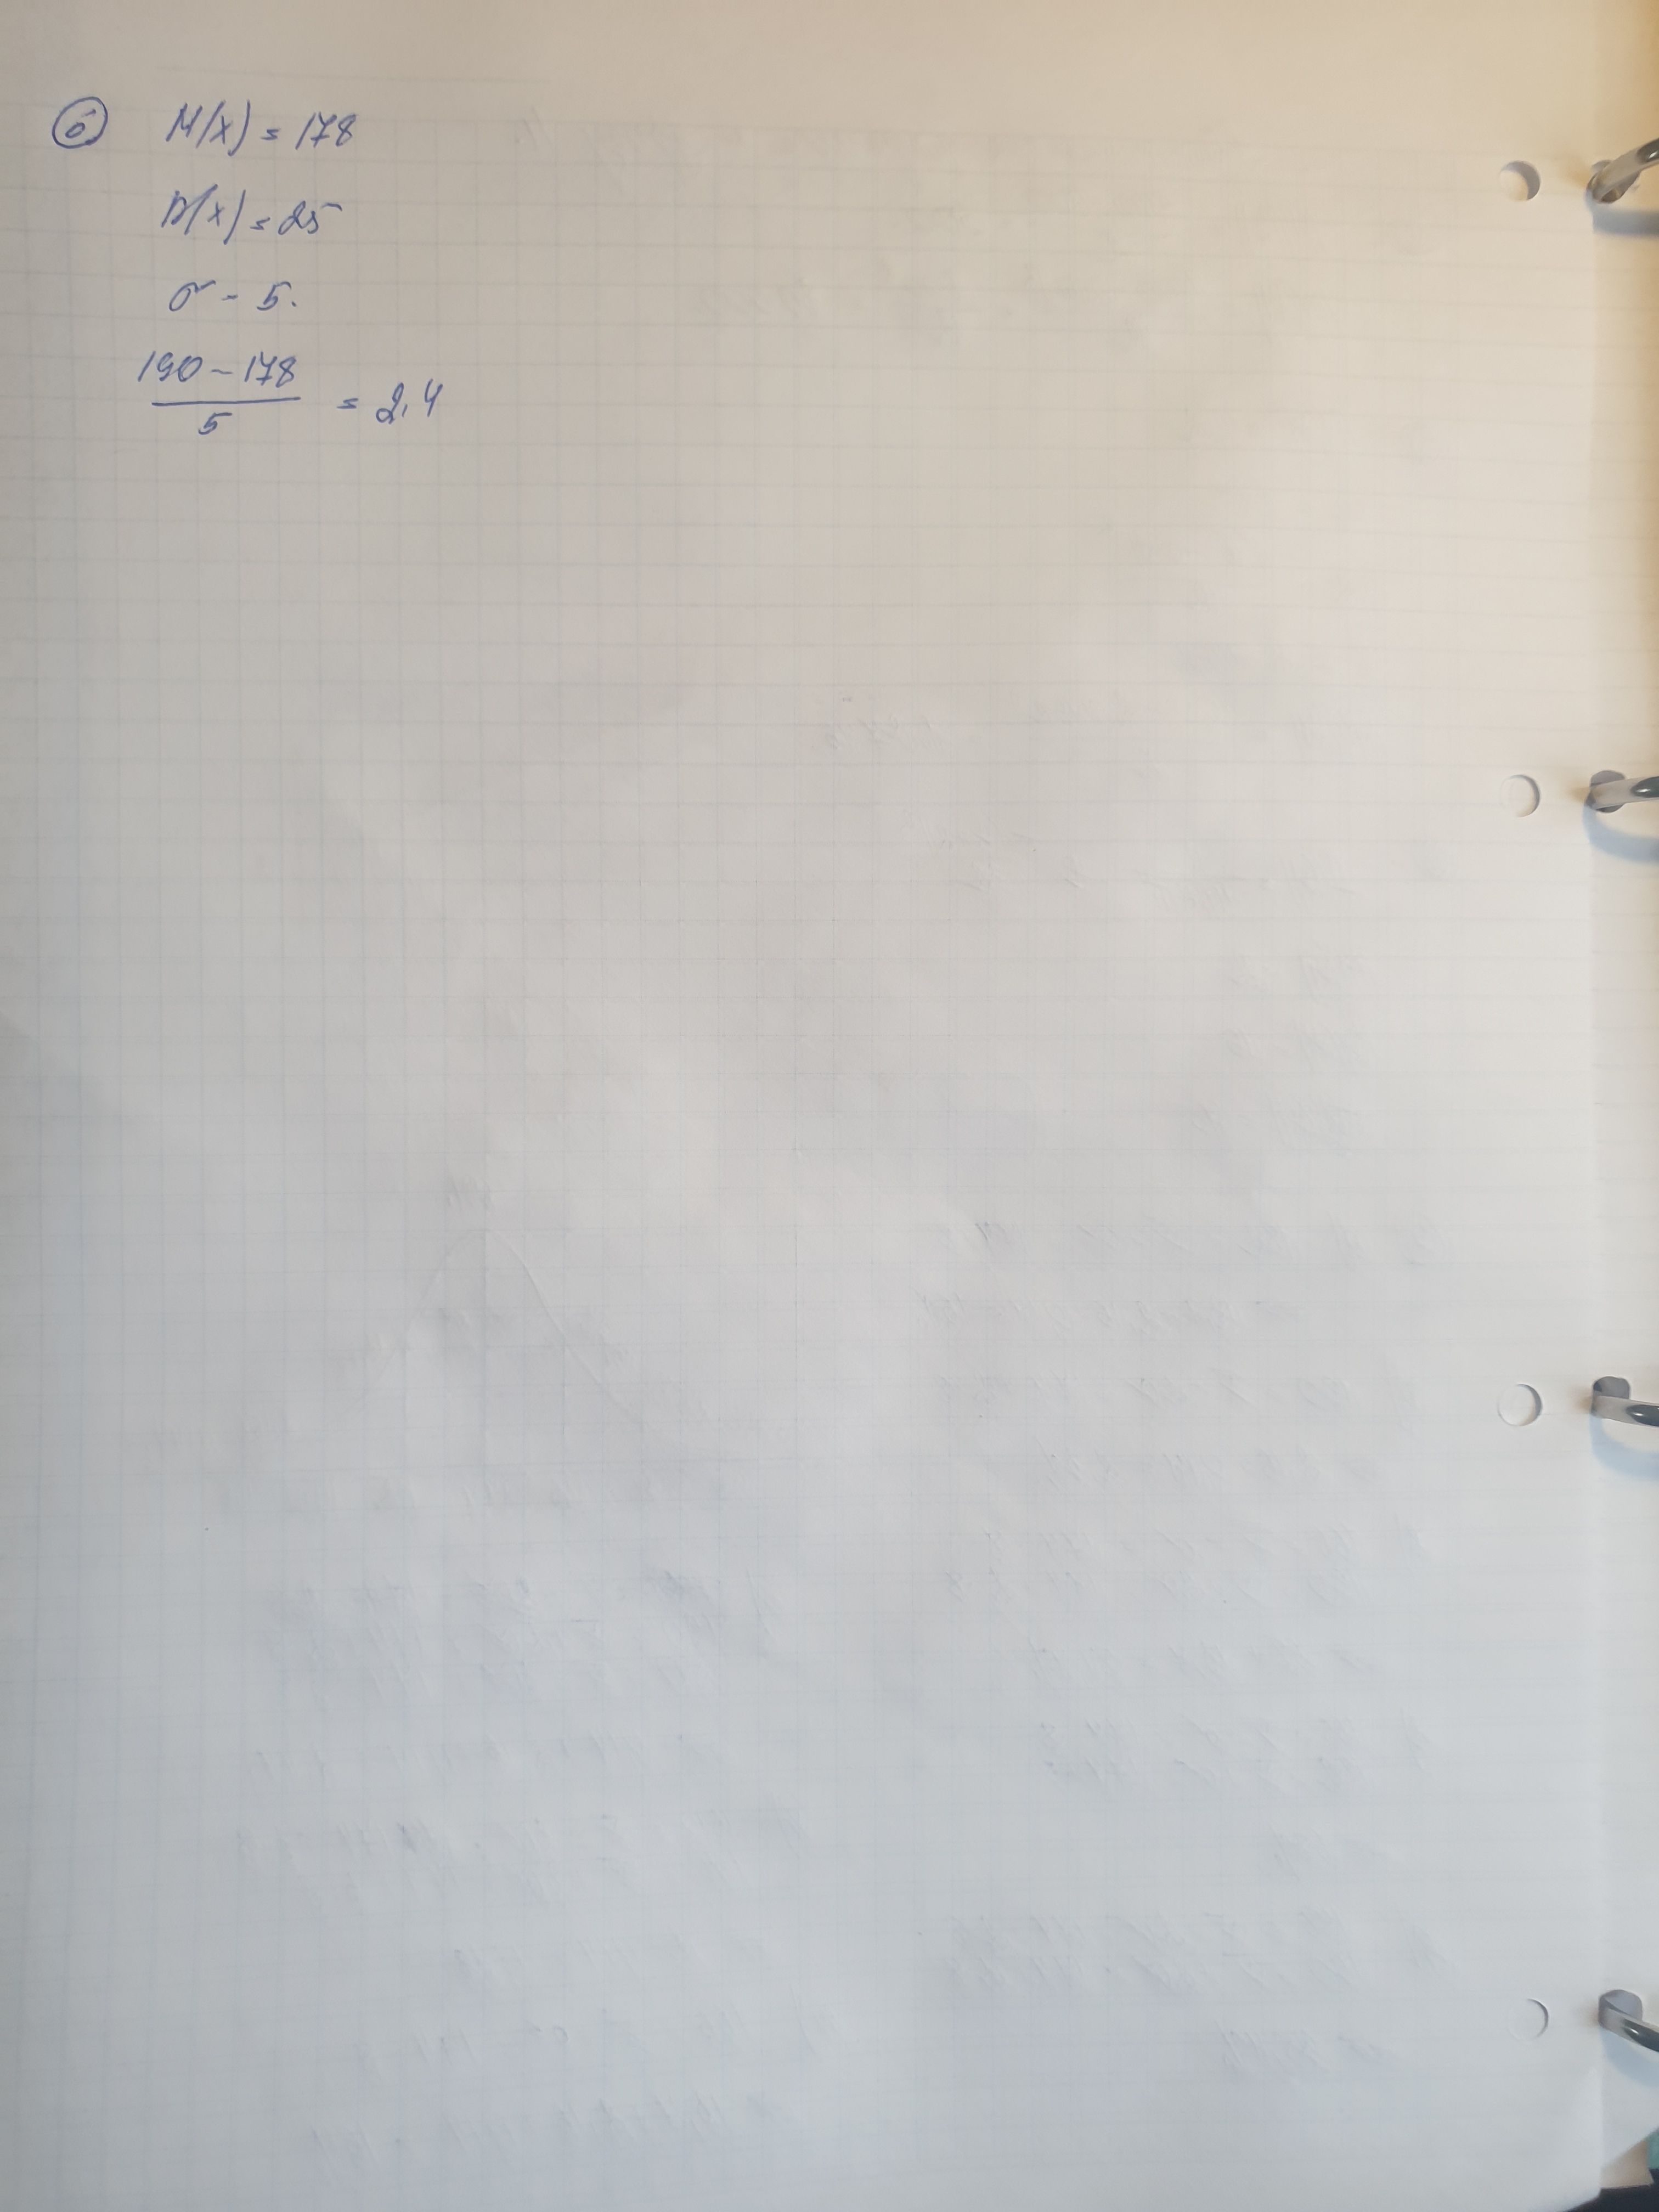 6 M(x) = 178
D(x) = 25
σ - 5.
190 - 178
5
= 2,4